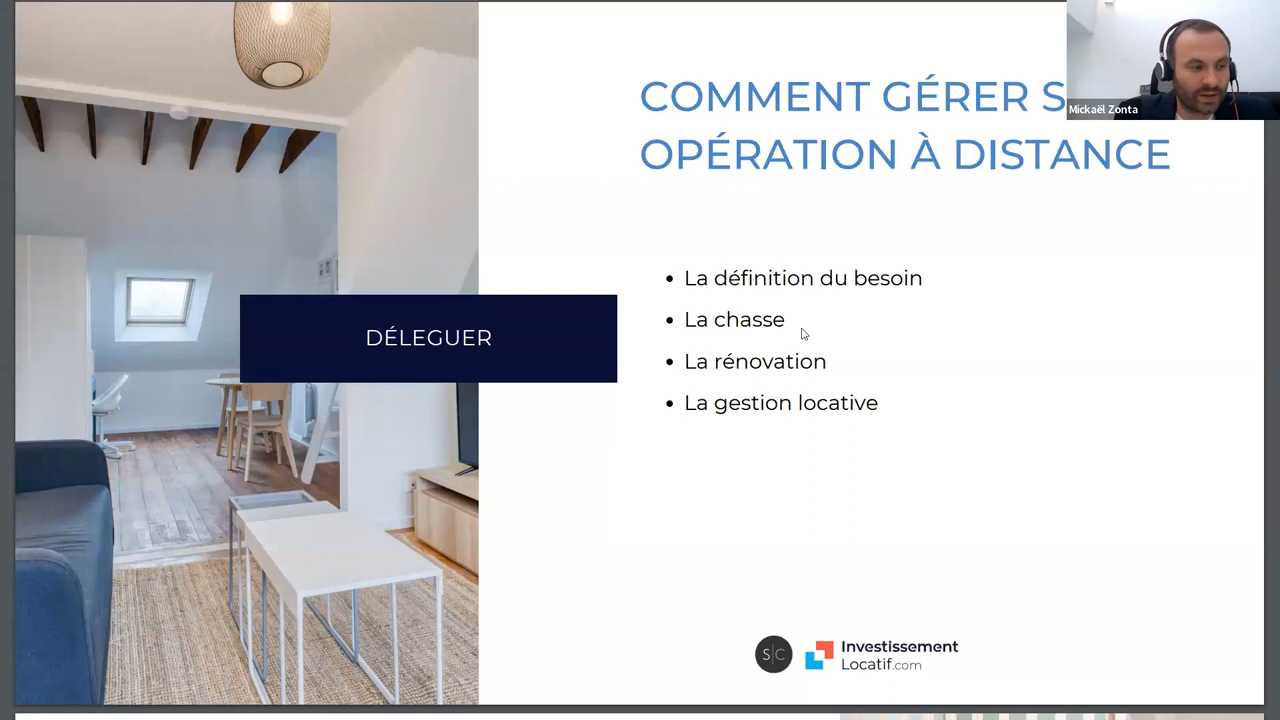 COMMENT GÉRER S
OPÉRATION À DISTANCE
Mickaël Zonta
La définition du besoin
La chasse
La rénovation
La gestion locative
DÉLEGUER
S|C
Investissement
Locatif.com